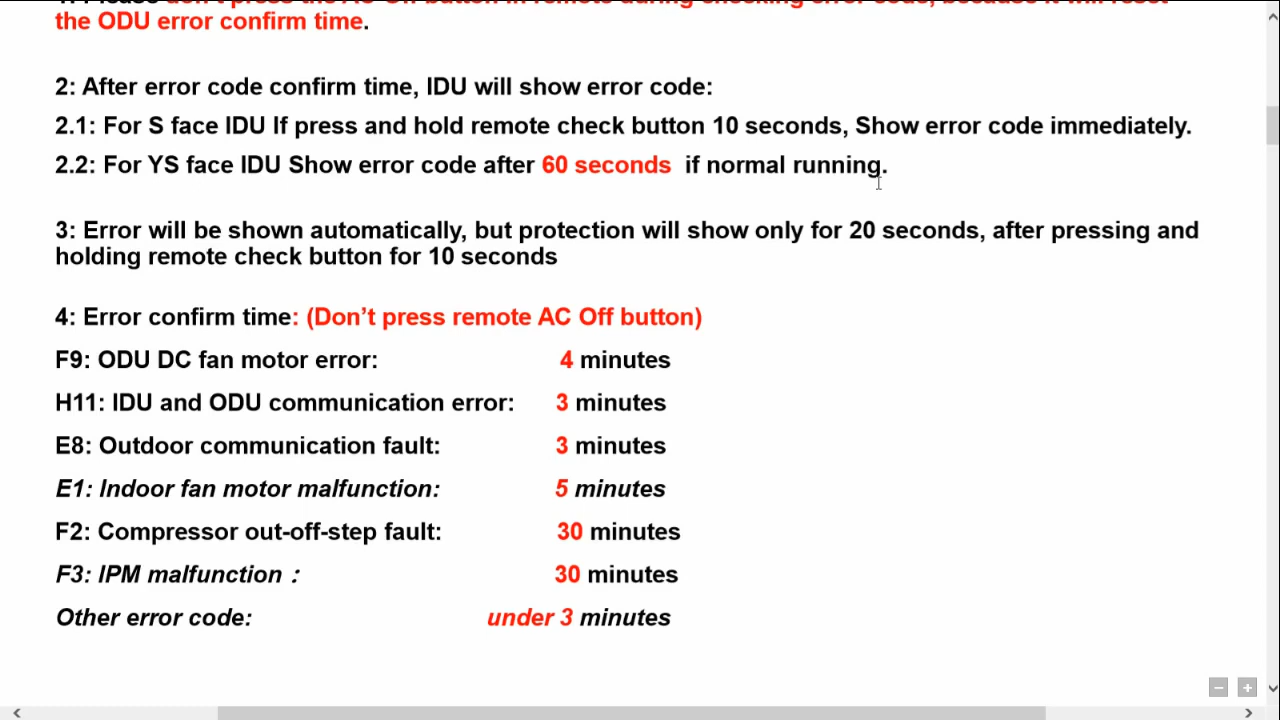 the ODU error confirm time.
2: After error code confirm time, IDU will show error code:
2.1: For S face IDU If press and hold remote check button 10 seconds, Show error code immediately.
2.2: For YS face IDU Show error code after 60 seconds if normal running.
3: Error will be shown automatically, but protection will show only for 20 seconds, after pressing and
holding remote check button for 10 seconds
4: Error confirm time: (Don’t press remote AC Off button)
F9: ODU DC fan motor error: 4 minutes
H11: IDU and ODU communication error: 3 minutes
E8: Outdoor communication fault: 3 minutes
E1: Indoor fan motor malfunction: 5 minutes
F2: Compressor out-off-step fault: 30 minutes
F3: IPM malfunction： 30 minutes
Other error code: under 3 minutes